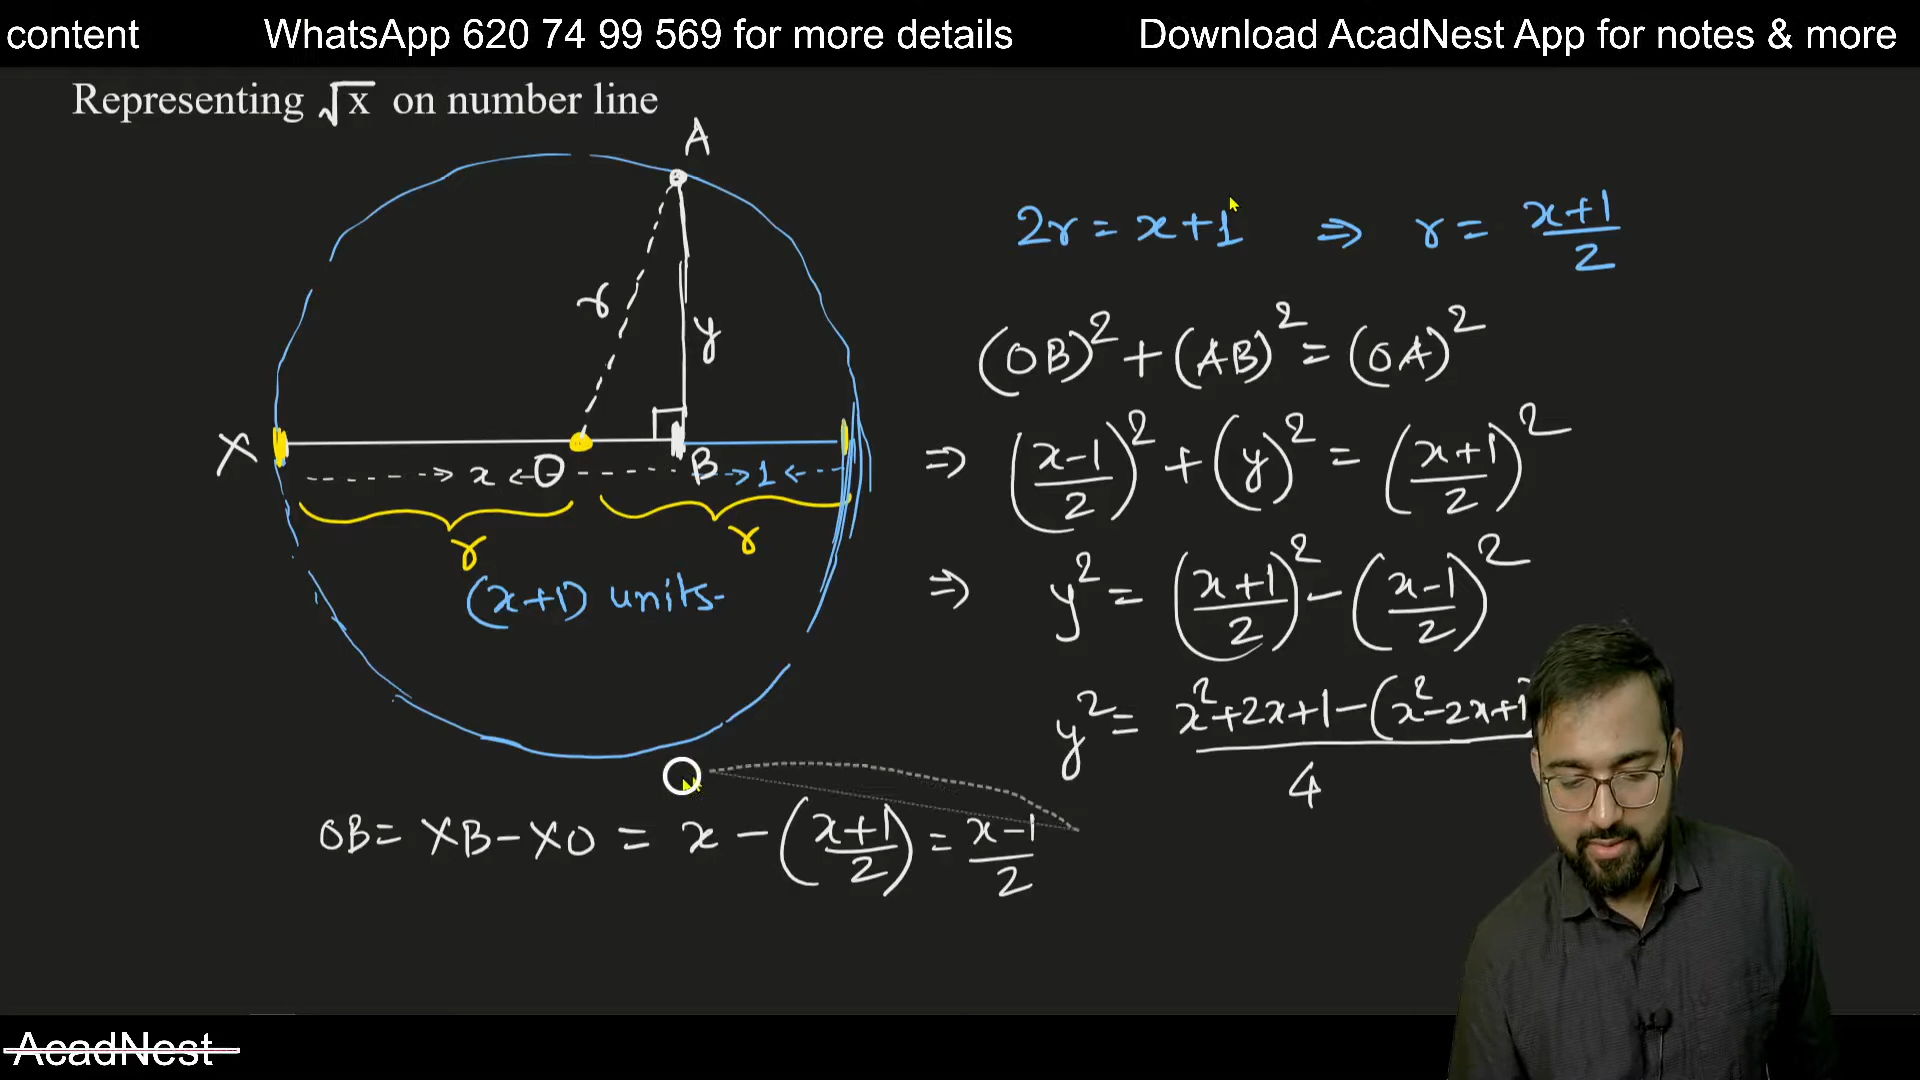 content WhatsApp 620 74 99 569 for more details Download AcadNest App for notes & more
Representing √x on number line
A
r
y
X
x
O
B
1
r
r
(x+1) units
OB = XB - XO = x - (x+1/2) = x-1/2
2r = x+1 ⇒ r = x+1/2
(OB)² + (AB)² = (OA)²
⇒ (x-1/2)² + (y)² = (x+1/2)²
⇒ y² = (x+1/2)² - (x-1/2)²
y² = x²+2x+1-(x²-2x+1)/4
AcadNest